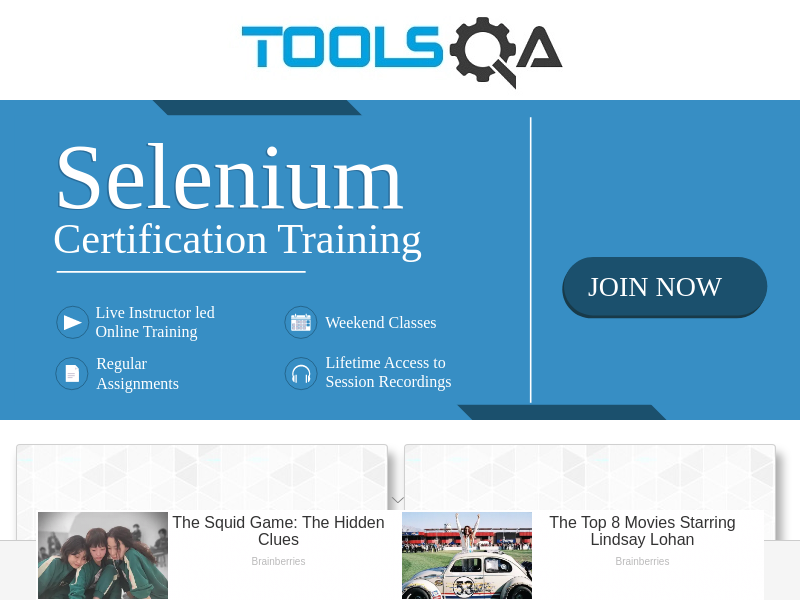 TOOLSQA
Selenium
Certification Training
Live Instructor led
Online Training
Weekend Classes
Regular
Assignments
Lifetime Access to
Session Recordings
JOIN NOW
The Squid Game: The Hidden
Clues
Brainberries
The Top 8 Movies Starring
Lindsay Lohan
Brainberries
53